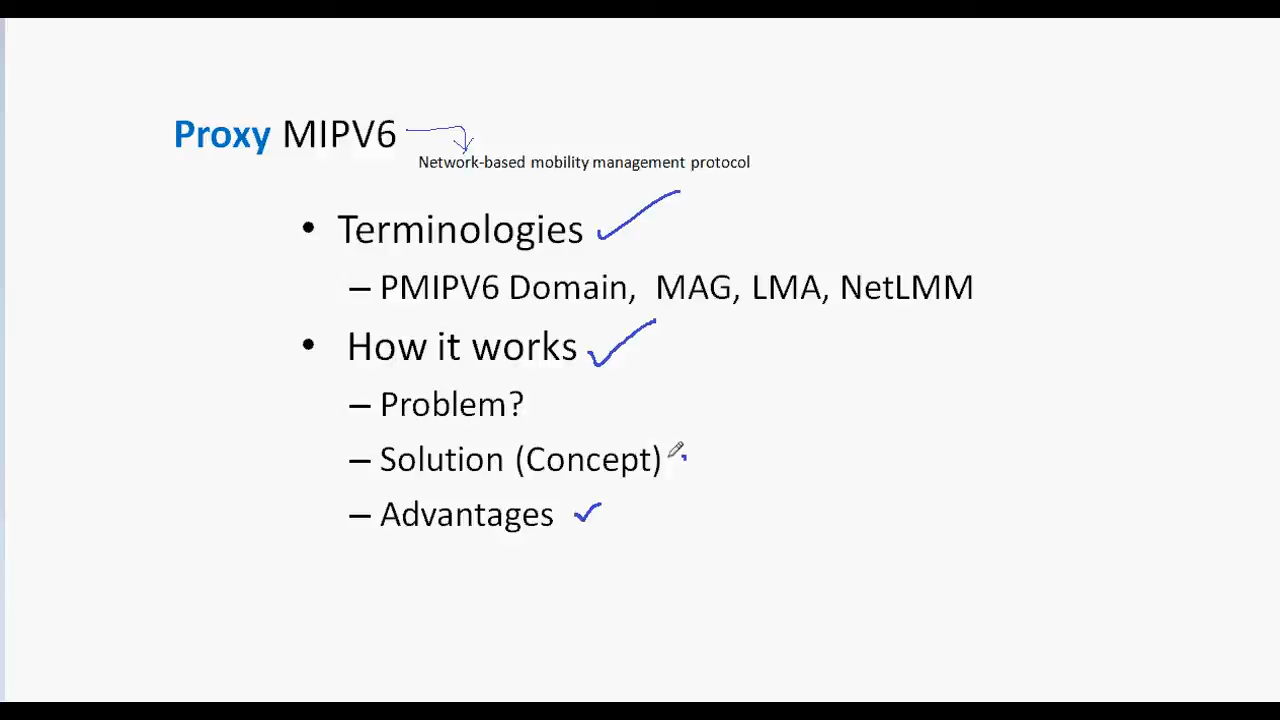 Proxy MIPV6
Network-based mobility management protocol
• Terminologies
– PMIPV6 Domain, MAG, LMA, NetLMM
• How it works
– Problem?
– Solution (Concept)
– Advantages